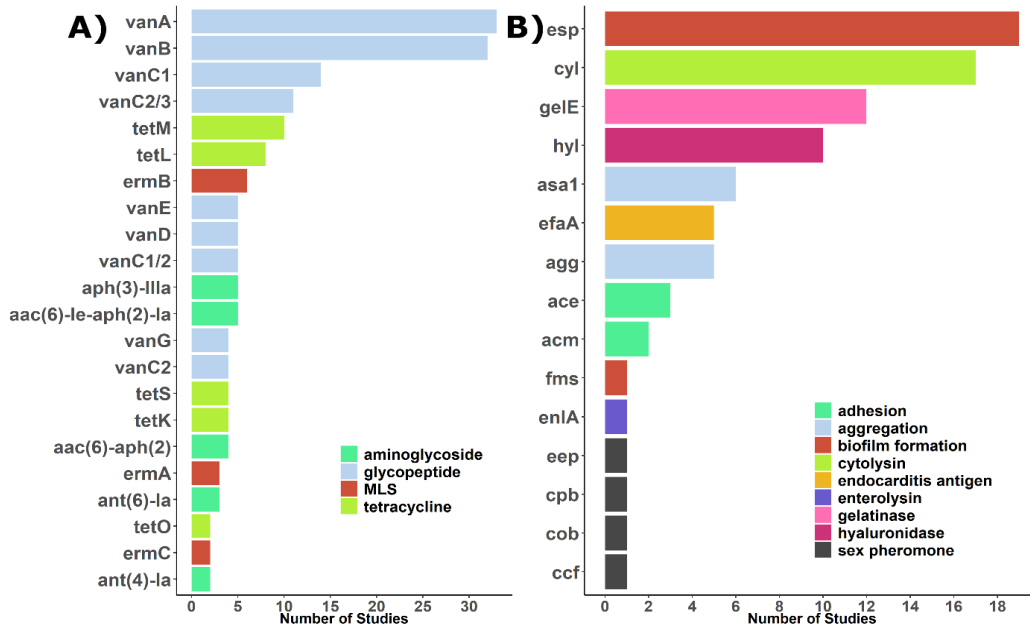 A)
vanA
vanB
vanC1
vanC2/3
tetM
tetL
ermB
vanE
vanD
vanC1/2
aph(3)-IIIa
aac(6)-Ie-aph(2)-Ia
vanG
vanC2
tetS
tetK
aac(6)-aph(2)
ermA
ant(6)-Ia
tetO
ermC
ant(4)-Ia
aminoglycoside
glycopeptide
MLS
tetracycline
0 5 10 15 20 25 30
Number of Studies
B)
esp
cyl
gelE
hyl
asa1
efaA
agg
ace
acm
fms
enlA
eep
cpb
cob
ccf
adhesion
aggregation
biofilm formation
cytolysin
endocarditis antigen
enterolysin
gelatinase
hyaluronidase
sex pheromone
0 2 4 6 8 10 12 14 16 18
Number of Studies